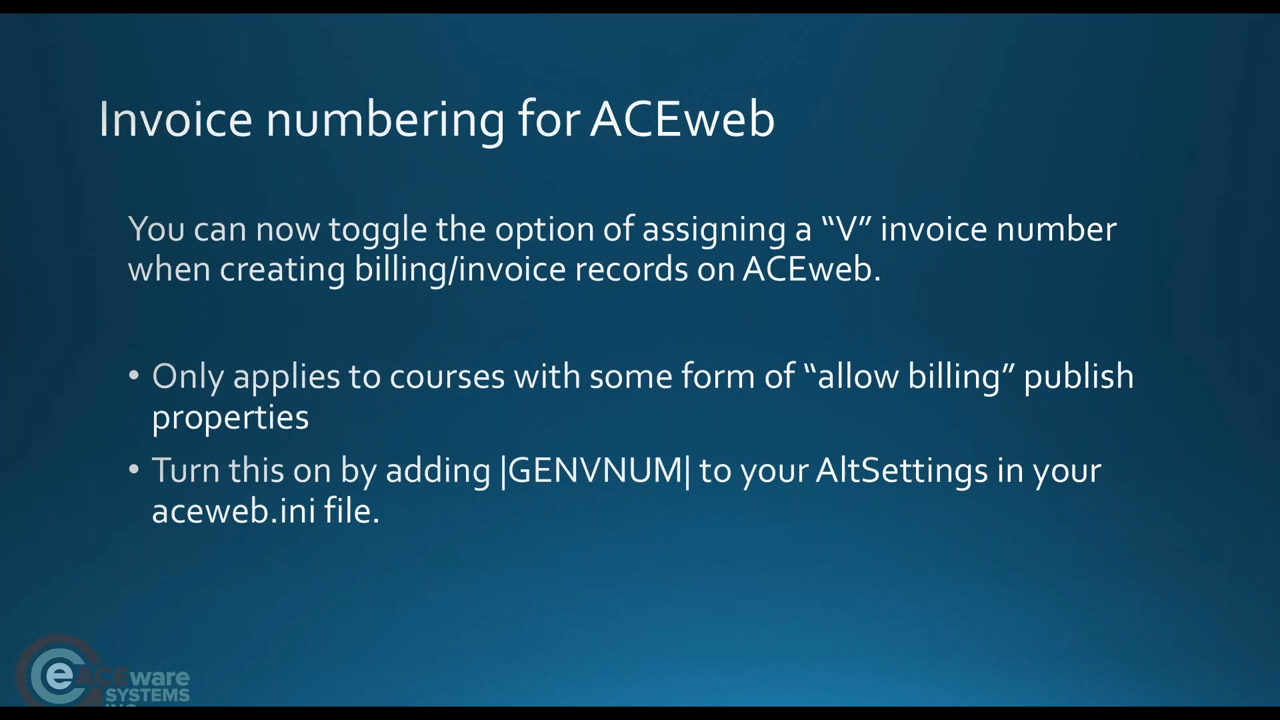 Invoice numbering for ACEweb
You can now toggle the option of assigning a “V” invoice number
when creating billing/invoice records on ACEweb.
• Only applies to courses with some form of “allow billing” publish
properties
• Turn this on by adding |GENVNUM| to your AltSettings in your
aceweb.ini file.
e ACEware
SYSTEMS
INC